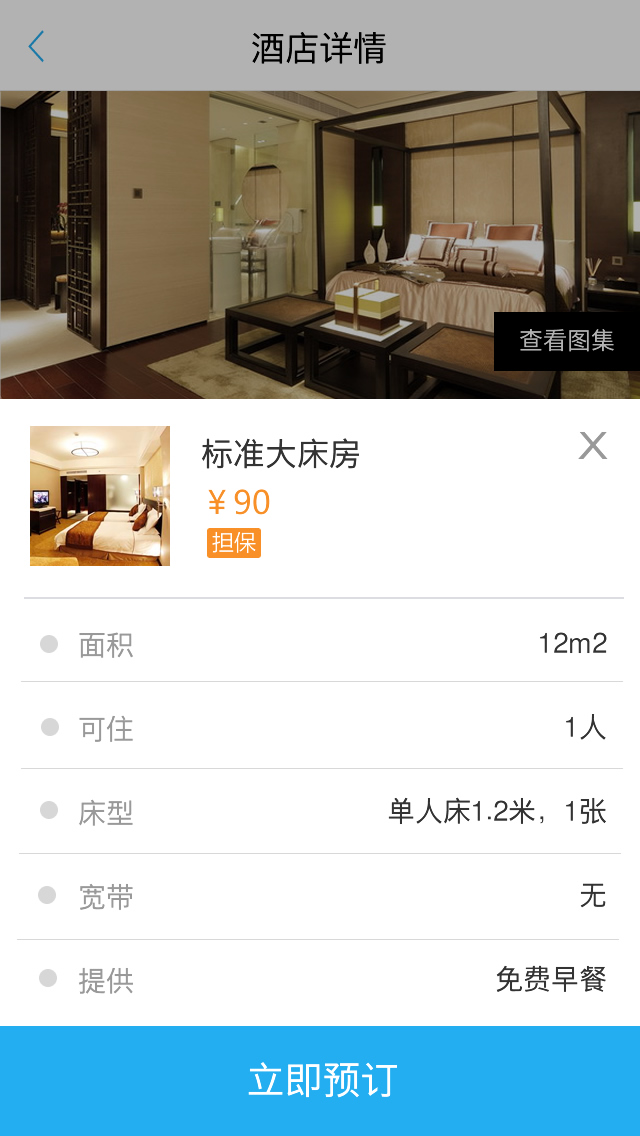 酒店详情
查看图集
标准大床房
¥ 90
担保
面积 12m2
可住 1人
床型 单人床1.2米，1张
宽带 无
提供 免费早餐
立即预订